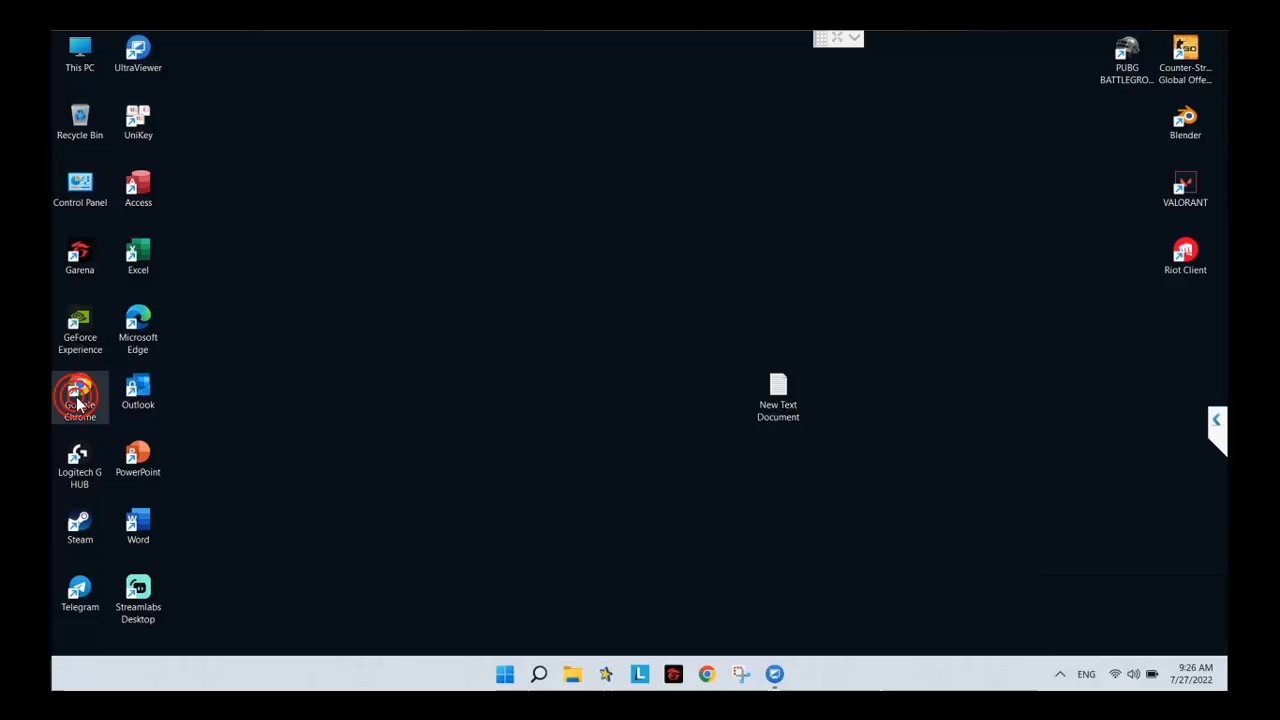 This PC
UltraViewer
Recycle Bin
UniKey
Control Panel
Access
Garena
Excel
GeForce
Experience
Microsoft
Edge
Google
Chrome
Outlook
Logitech G
HUB
PowerPoint
Steam
Word
Telegram
Streamlabs
Desktop
New Text
Document
PUBG
BATTLEGRO...
Counter-Str...
Global Offe...
Blender
VALORANT
Riot Client
ENG
9:26 AM
7/27/2022